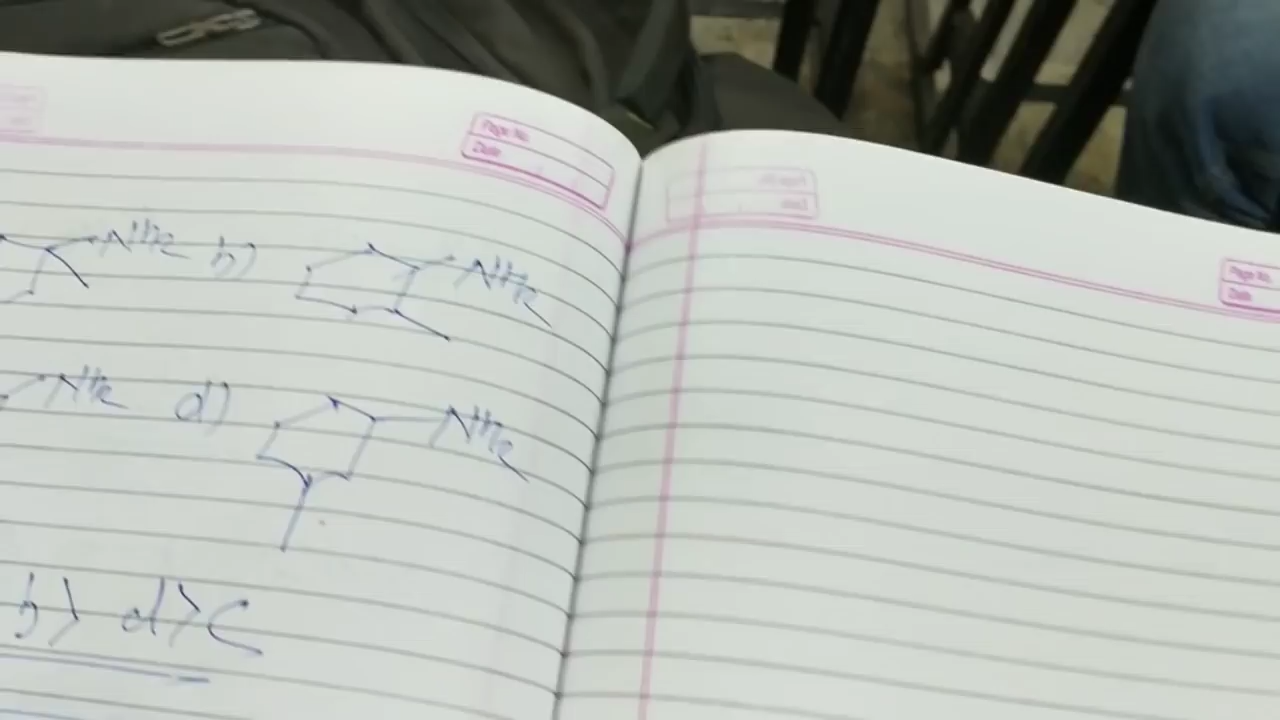 Page No
Date
Page No
Date
NH2 b) NH2
NH2 d) NH2
b > d > C